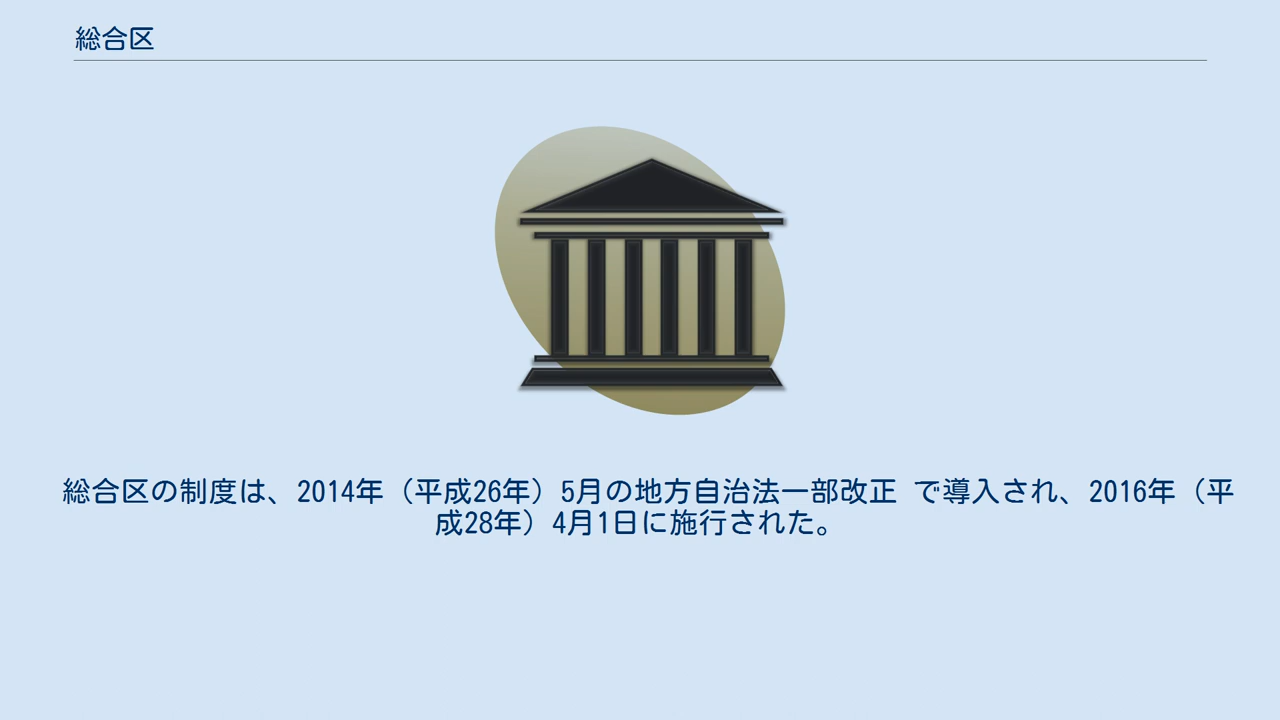 総合区
総合区の制度は、2014年（平成26年）5月の地方自治法一部改正 で導入され、2016年（平
成28年）4月1日に施行された。